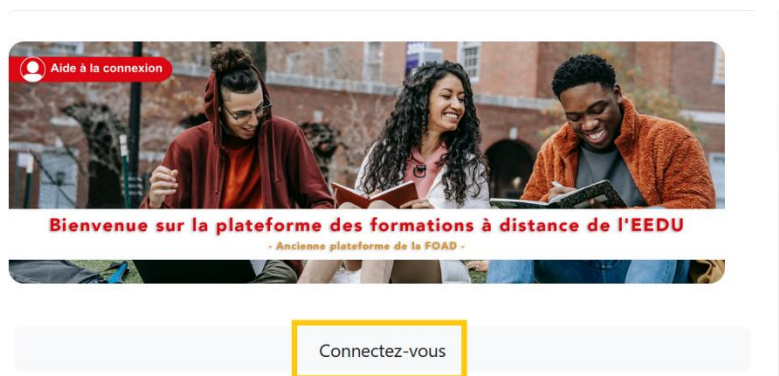 Aide à la connexion
Bienvenue sur la plateforme des formations à distance de l'EEDU
- Ancienne plateforme de la FOAD -
Connectez-vous